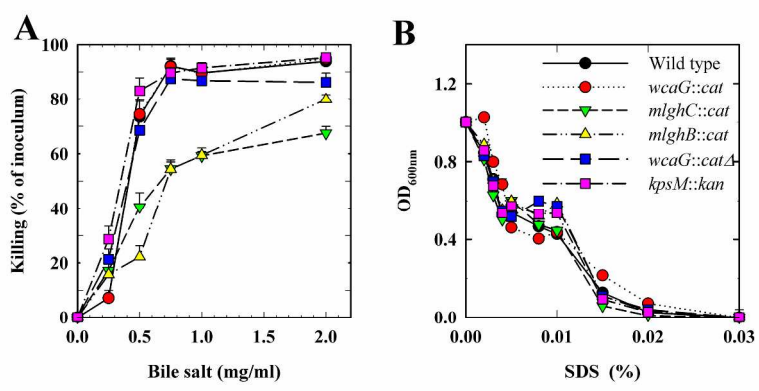 A
Killing (% of inoculum)
100
80
60
40
20
0
0.0
0.5
1.0
1.5
2.0
Bile salt (mg/ml)
B
OD600nm
1.2
0.8
0.4
0.0
0.00
0.01
0.02
0.03
SDS (%)
Wild type
wcaG::cat
mlghC::cat
mlghB::cat
wcaG::catΔ
kpsM::kan